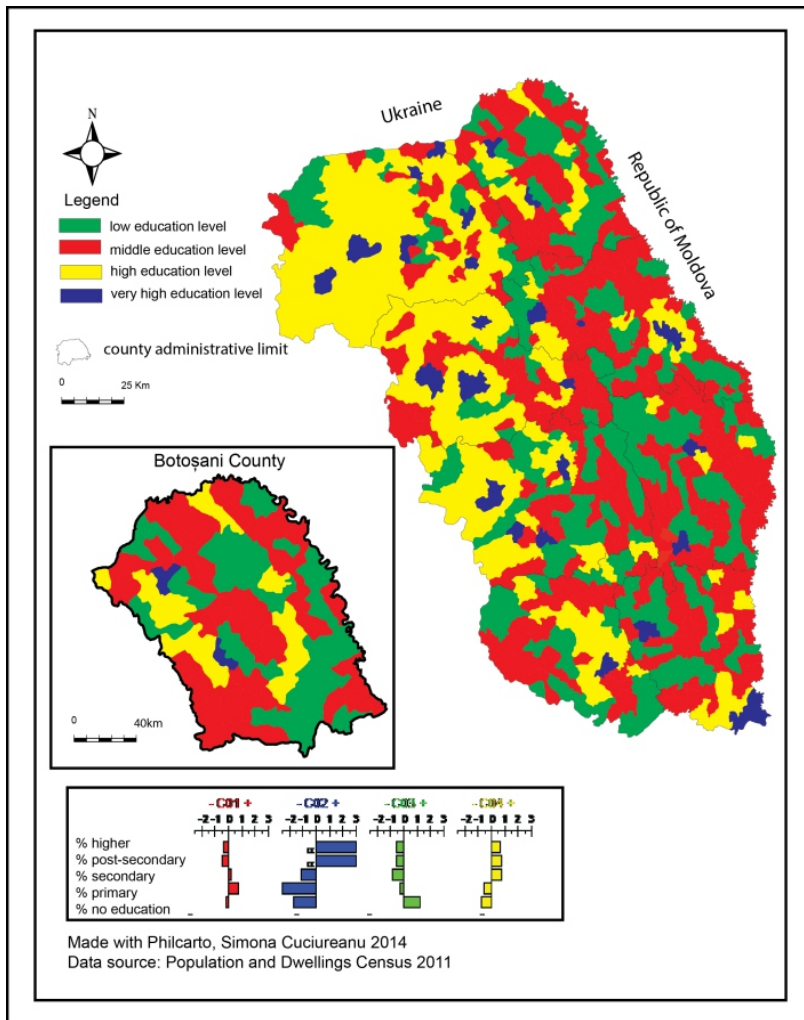 Ukraine
N
Republic of Moldova
Legend
low education level
middle education level
high education level
very high education level
county administrative limit
0 25 Km
Botoșani County
0 40km
-2 -1 0 1 2 3 -2 -1 0 1 2 3 -2 -1 0 1 2 3 -2 -1 0 1 2 3
% higher
% post-secondary
% secondary
% primary
% no education
Made with Philcarto, Simona Cuciureanu 2014
Data source: Population and Dwellings Census 2011